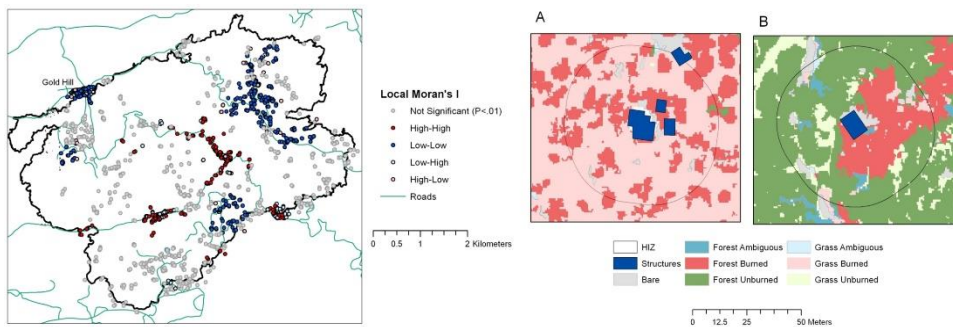 Gold Hill
Local Moran's I
Not Significant (P<.01)
High-High
Low-Low
Low-High
High-Low
Roads
0 0.5 1 2 Kilometers
A
B
HIZ
Structures
Bare
Forest Ambiguous
Forest Burned
Forest Unburned
Grass Ambiguous
Grass Burned
Grass Unburned
0 12.5 25 50 Meters